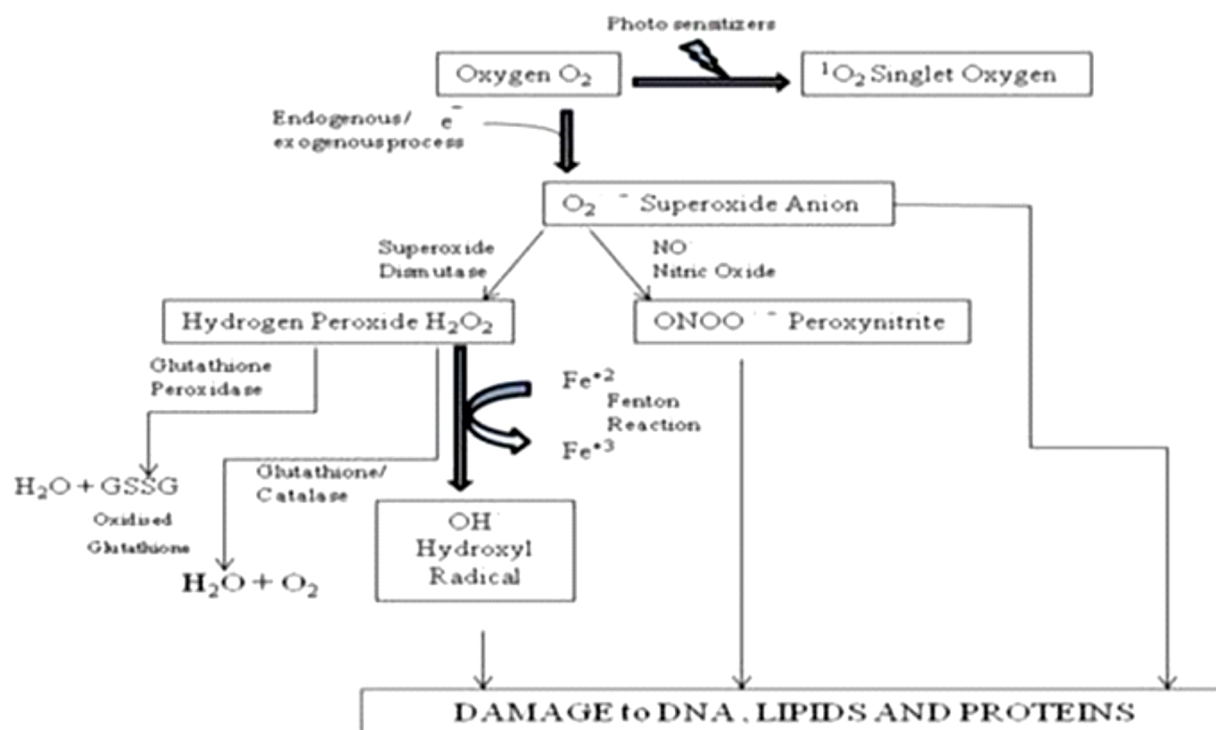 Photo sensitizers
Oxygen O₂
¹O₂ Singlet Oxygen
Endogenous/ e⁻
exogenous process
O₂˙⁻ Superoxide Anion
Superoxide
Dismutase
NO˙
Nitric Oxide
Hydrogen Peroxide H₂O₂
ONOO˙⁻ Peroxynitrite
Glutathione
Peroxidase
Fe⁺²
Fenton
Reaction
Fe⁺³
H₂O + GSSG
Oxidised
Glutathione
Glutathione/
Catalase
H₂O + O₂
OH
Hydroxyl
Radical
DAMAGE to DNA, LIPIDS AND PROTEINS